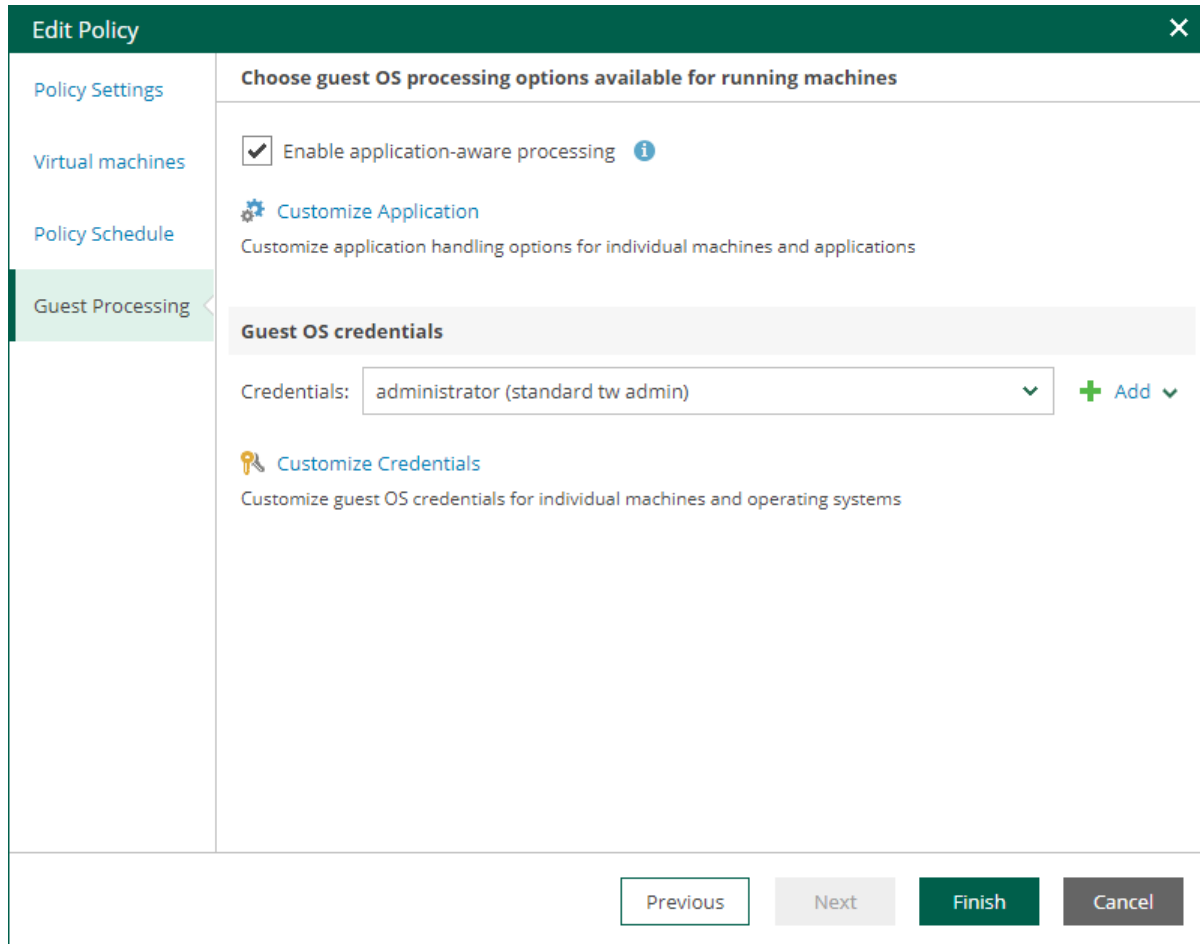 Edit Policy
Policy Settings
Virtual machines
Policy Schedule
Guest Processing
Choose guest OS processing options available for running machines
Enable application-aware processing
Customize Application
Customize application handling options for individual machines and applications
Guest OS credentials
Credentials: administrator (standard tw admin) Add
Customize Credentials
Customize guest OS credentials for individual machines and operating systems
Previous Next Finish Cancel